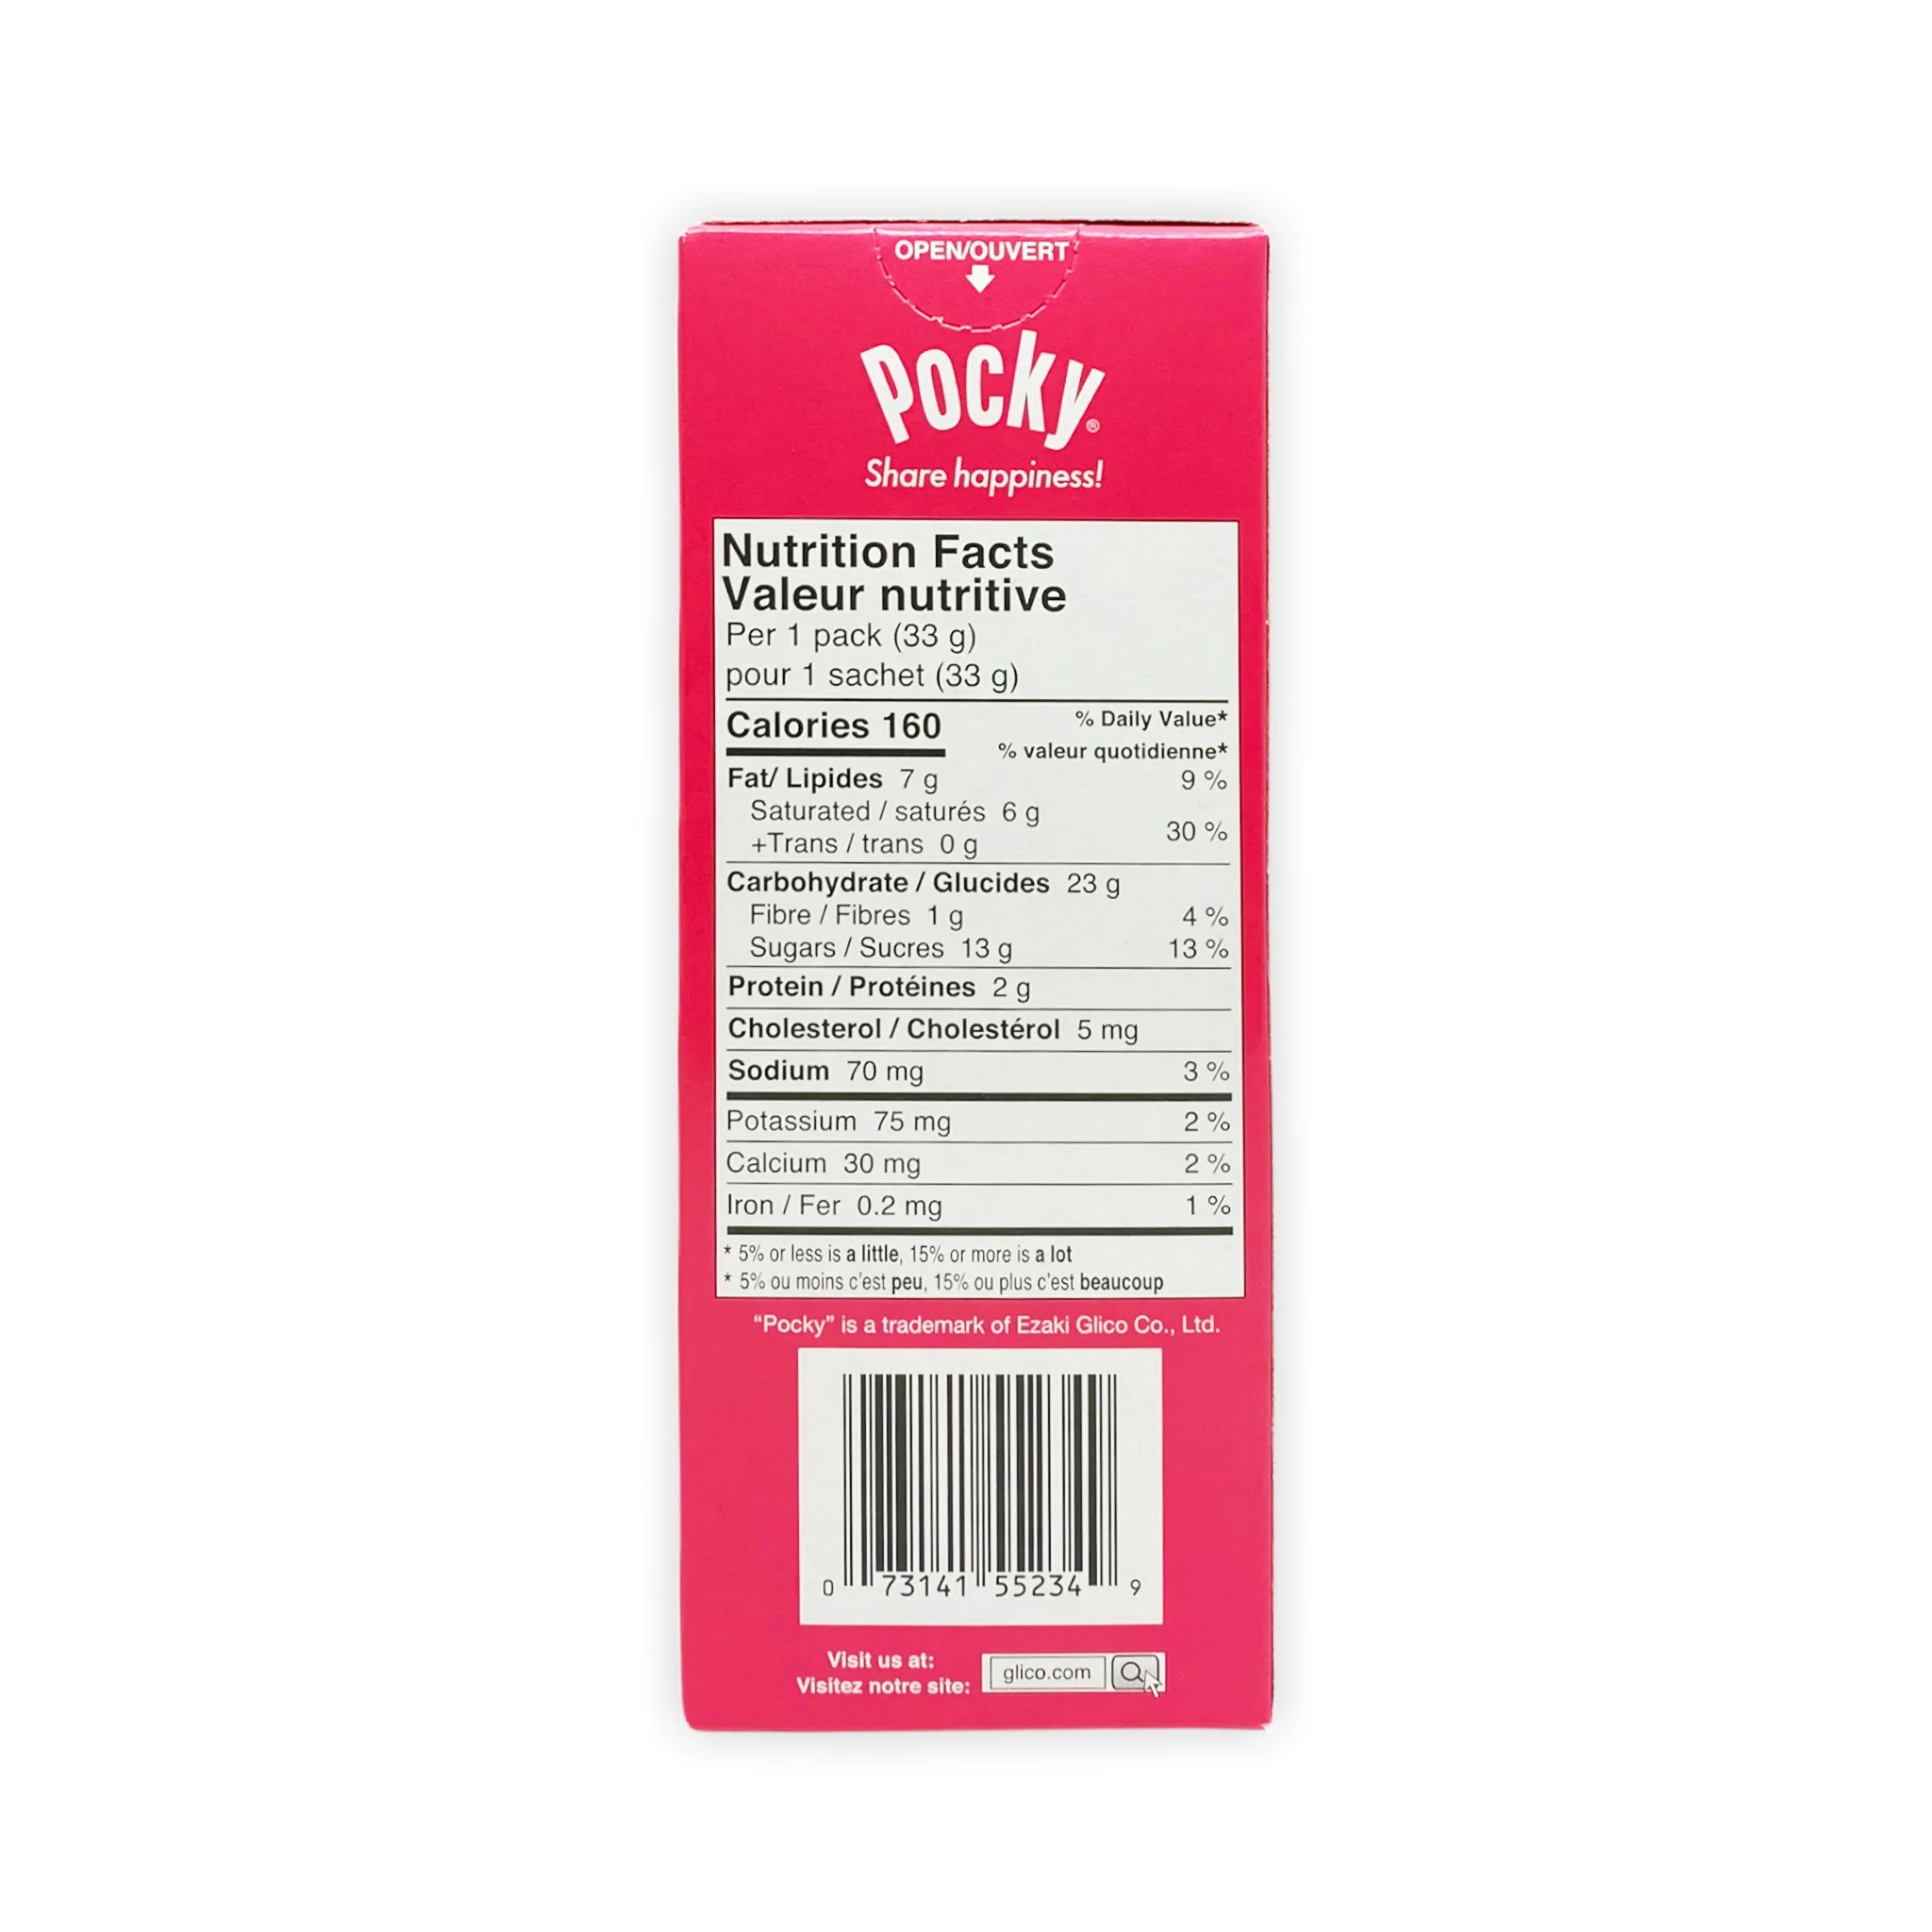 OPEN/OUVERT
Pocky®
Share happiness!
Nutrition Facts
Valeur nutritive
Per 1 pack (33 g)
pour 1 sachet (33 g)
Calories 160
% Daily Value*
% valeur quotidienne*
Fat/ Lipides 7 g 9 %
Saturated / saturés 6 g
+Trans / trans 0 g
30 %
Carbohydrate / Glucides 23 g
Fibre / Fibres 1 g 4 %
Sugars / Sucres 13 g 13 %
Protein / Protéines 2 g
Cholesterol / Cholestérol 5 mg
Sodium 70 mg 3 %
Potassium 75 mg 2 %
Calcium 30 mg 2 %
Iron / Fer 0.2 mg 1 %
* 5% or less is a little, 15% or more is a lot
* 5% ou moins c'est peu, 15% ou plus c'est beaucoup
“Pocky” is a trademark of Ezaki Glico Co., Ltd.
0 73141 55234 9
Visit us at:
Visitez notre site:
glico.com